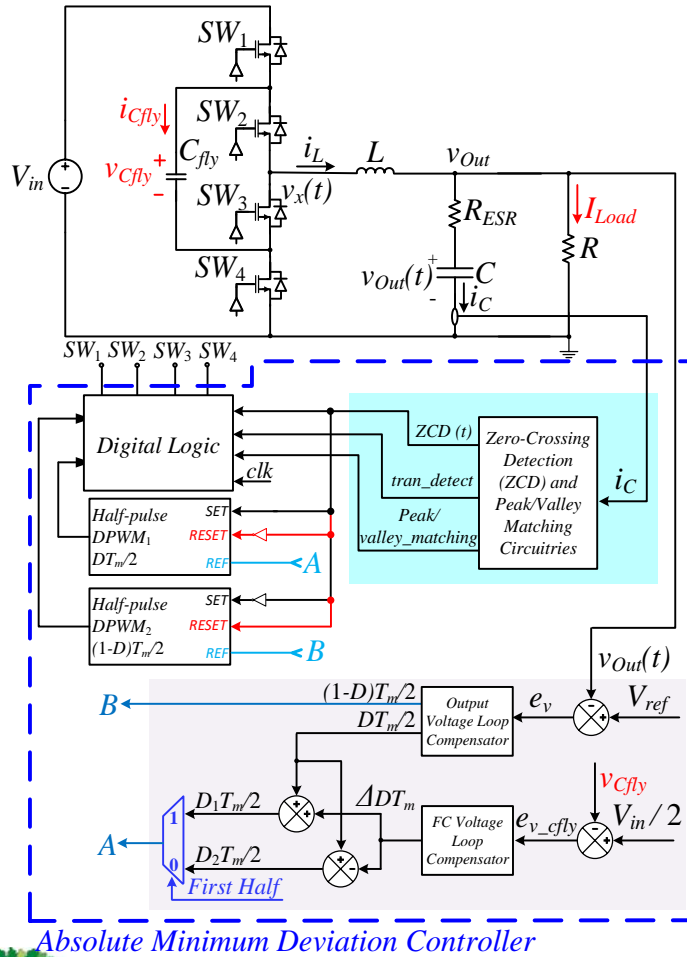 SW1
iCfly
SW2
Cfly
iL
L
vOut
Vin
+
vCfly
-
SW3
vx(t)
RESR
ILoad
R
SW4
vOut(t)
+
-
C
iC
SW1 SW2 SW3 SW4
Digital Logic
clk
ZCD (t)
tran_detect
Peak/
valley_matching
Zero-Crossing
Detection
(ZCD) and
Peak/Valley
Matching
Circuitries
iC
Half-pulse
DPWM1
DTm/2
SET
RESET
REF
A
Half-pulse
DPWM2
(1-D)Tm/2
SET
RESET
REF
B
vOut(t)
B
(1-D)Tm/2
DTm/2
Output
Voltage Loop
Compensator
ev
- +
Vref
vCfly
A
1
0
D1Tm/2
+ +
ΔDTm
D2Tm/2
+ -
FC Voltage
Loop
Compensator
ev_cfly
- +
Vin/2
First Half
Absolute Minimum Deviation Controller